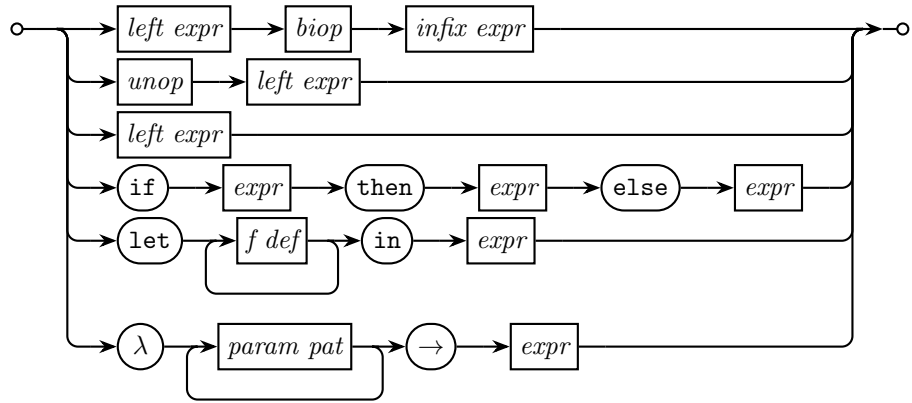 left expr biop infix expr
unop left expr
left expr
if expr then expr else expr
let f def in expr
λ param pat → expr